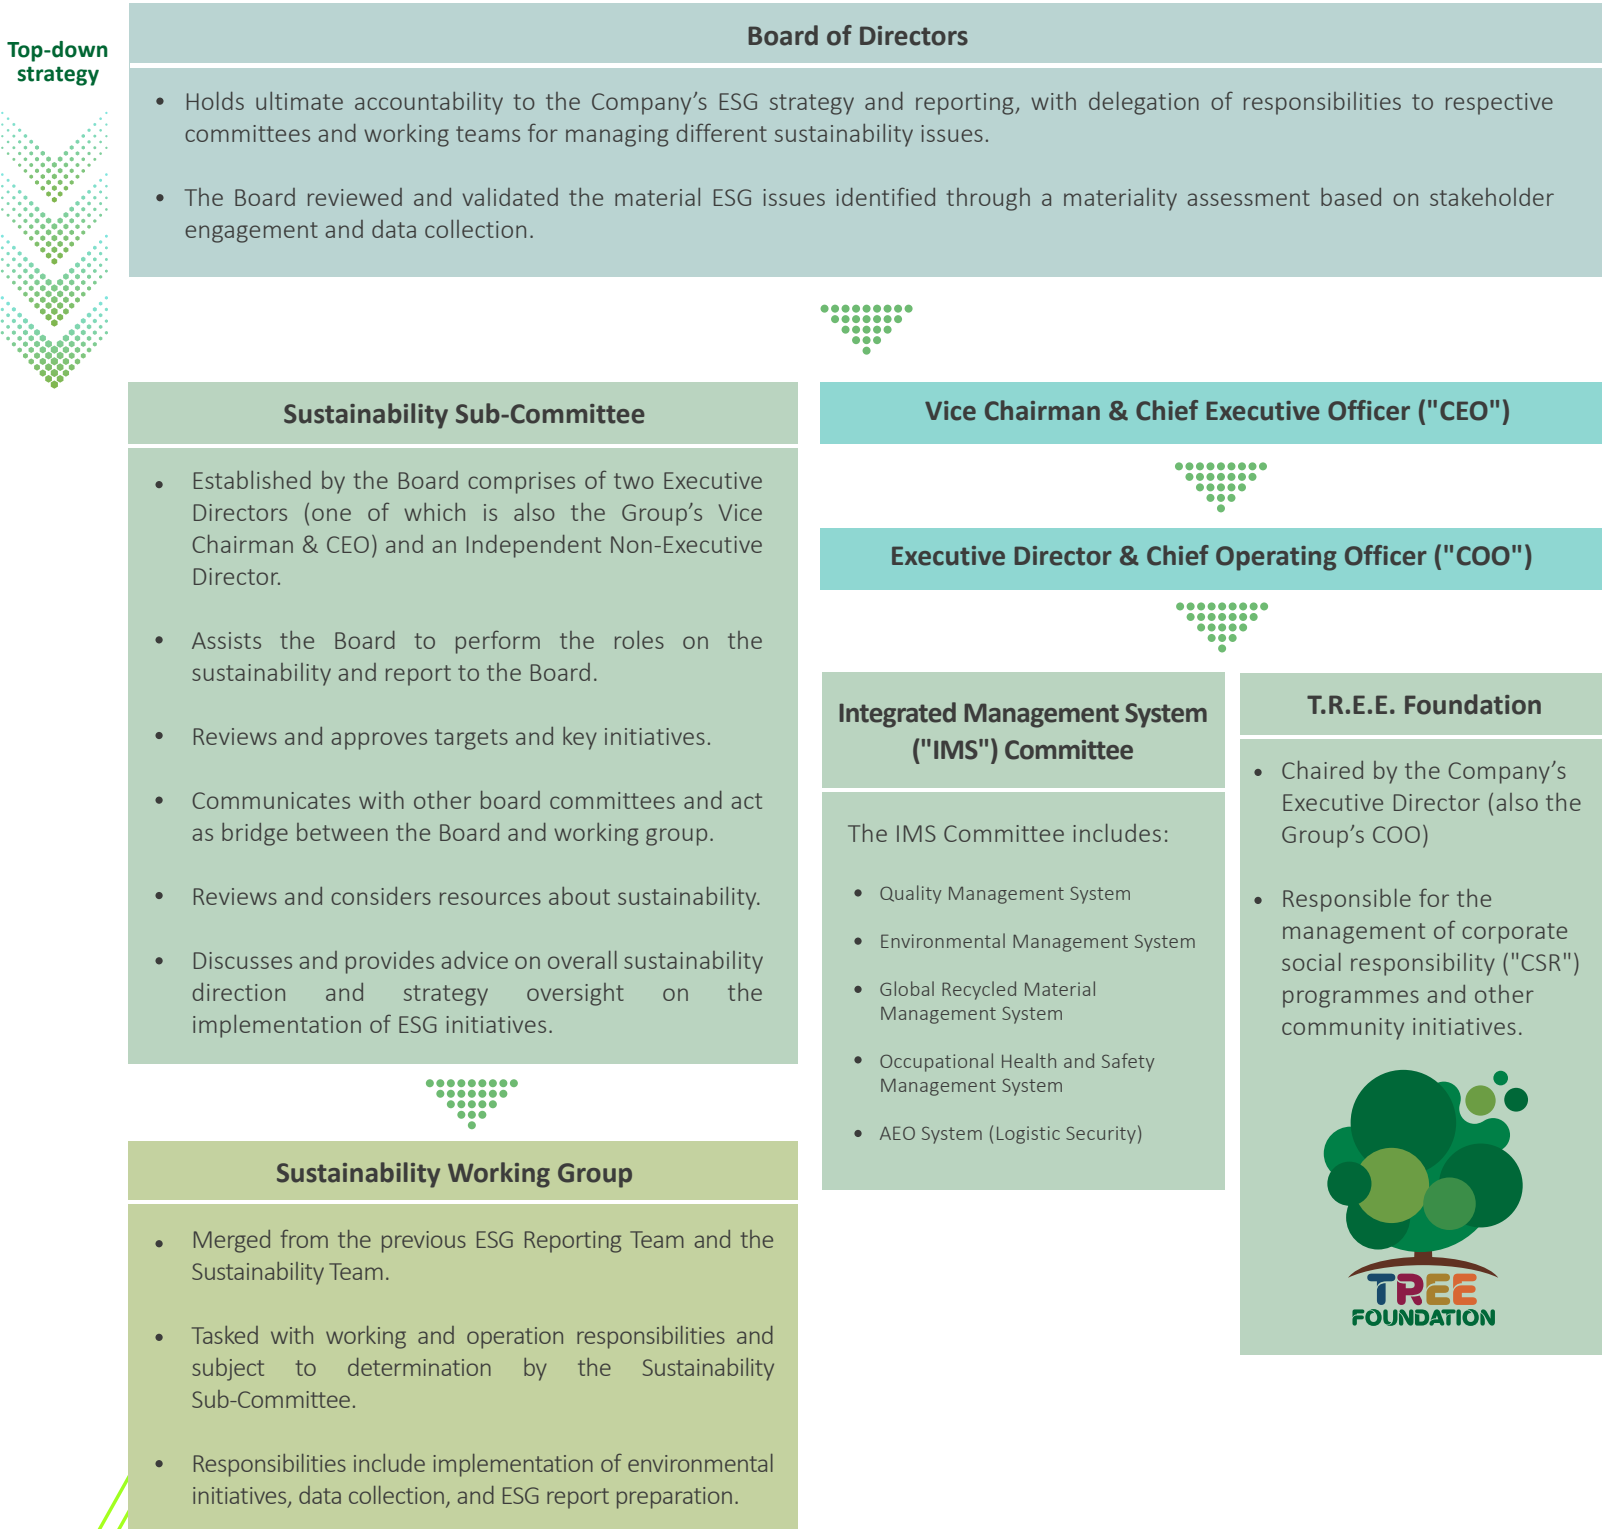 Top-down
strategy
Board of Directors
• Holds ultimate accountability to the Company’s ESG strategy and reporting, with delegation of responsibilities to respective
committees and working teams for managing different sustainability issues.
• The Board reviewed and validated the material ESG issues identified through a materiality assessment based on stakeholder
engagement and data collection.
Sustainability Sub-Committee
• Established by the Board comprises of two Executive
Directors (one of which is also the Group’s Vice
Chairman & CEO) and an Independent Non-Executive
Director.
• Assists the Board to perform the roles on the
sustainability and report to the Board.
• Reviews and approves targets and key initiatives.
• Communicates with other board committees and act
as bridge between the Board and working group.
• Reviews and considers resources about sustainability.
• Discusses and provides advice on overall sustainability
direction and strategy oversight on the
implementation of ESG initiatives.
Sustainability Working Group
• Merged from the previous ESG Reporting Team and the
Sustainability Team.
• Tasked with working and operation responsibilities and
subject to determination by the Sustainability
Sub-Committee.
• Responsibilities include implementation of environmental
initiatives, data collection, and ESG report preparation.
Vice Chairman & Chief Executive Officer ("CEO")
Executive Director & Chief Operating Officer ("COO")
Integrated Management System
("IMS") Committee
The IMS Committee includes:
• Quality Management System
• Environmental Management System
• Global Recycled Material
Management System
• Occupational Health and Safety
Management System
• AEO System (Logistic Security)
T.R.E.E. Foundation
• Chaired by the Company’s
Executive Director (also the
Group’s COO)
• Responsible for the
management of corporate
social responsibility ("CSR")
programmes and other
community initiatives.
TREE
FOUNDATION